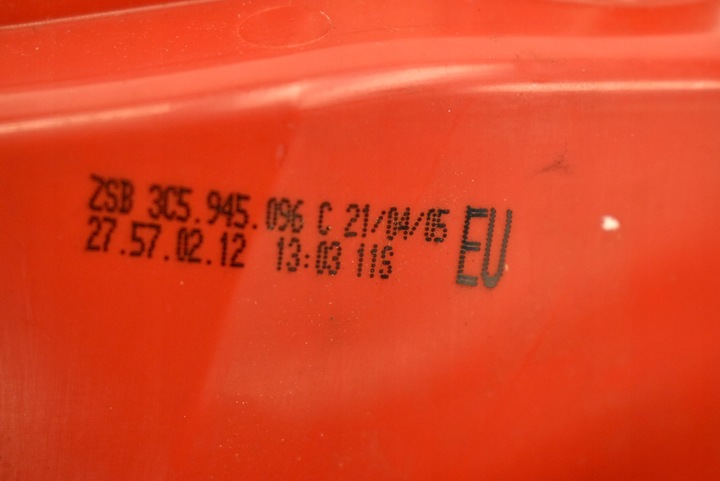 ZSB 3C5.945.096 C 21/04/05 EU
27.57.02.12 13:03 11S